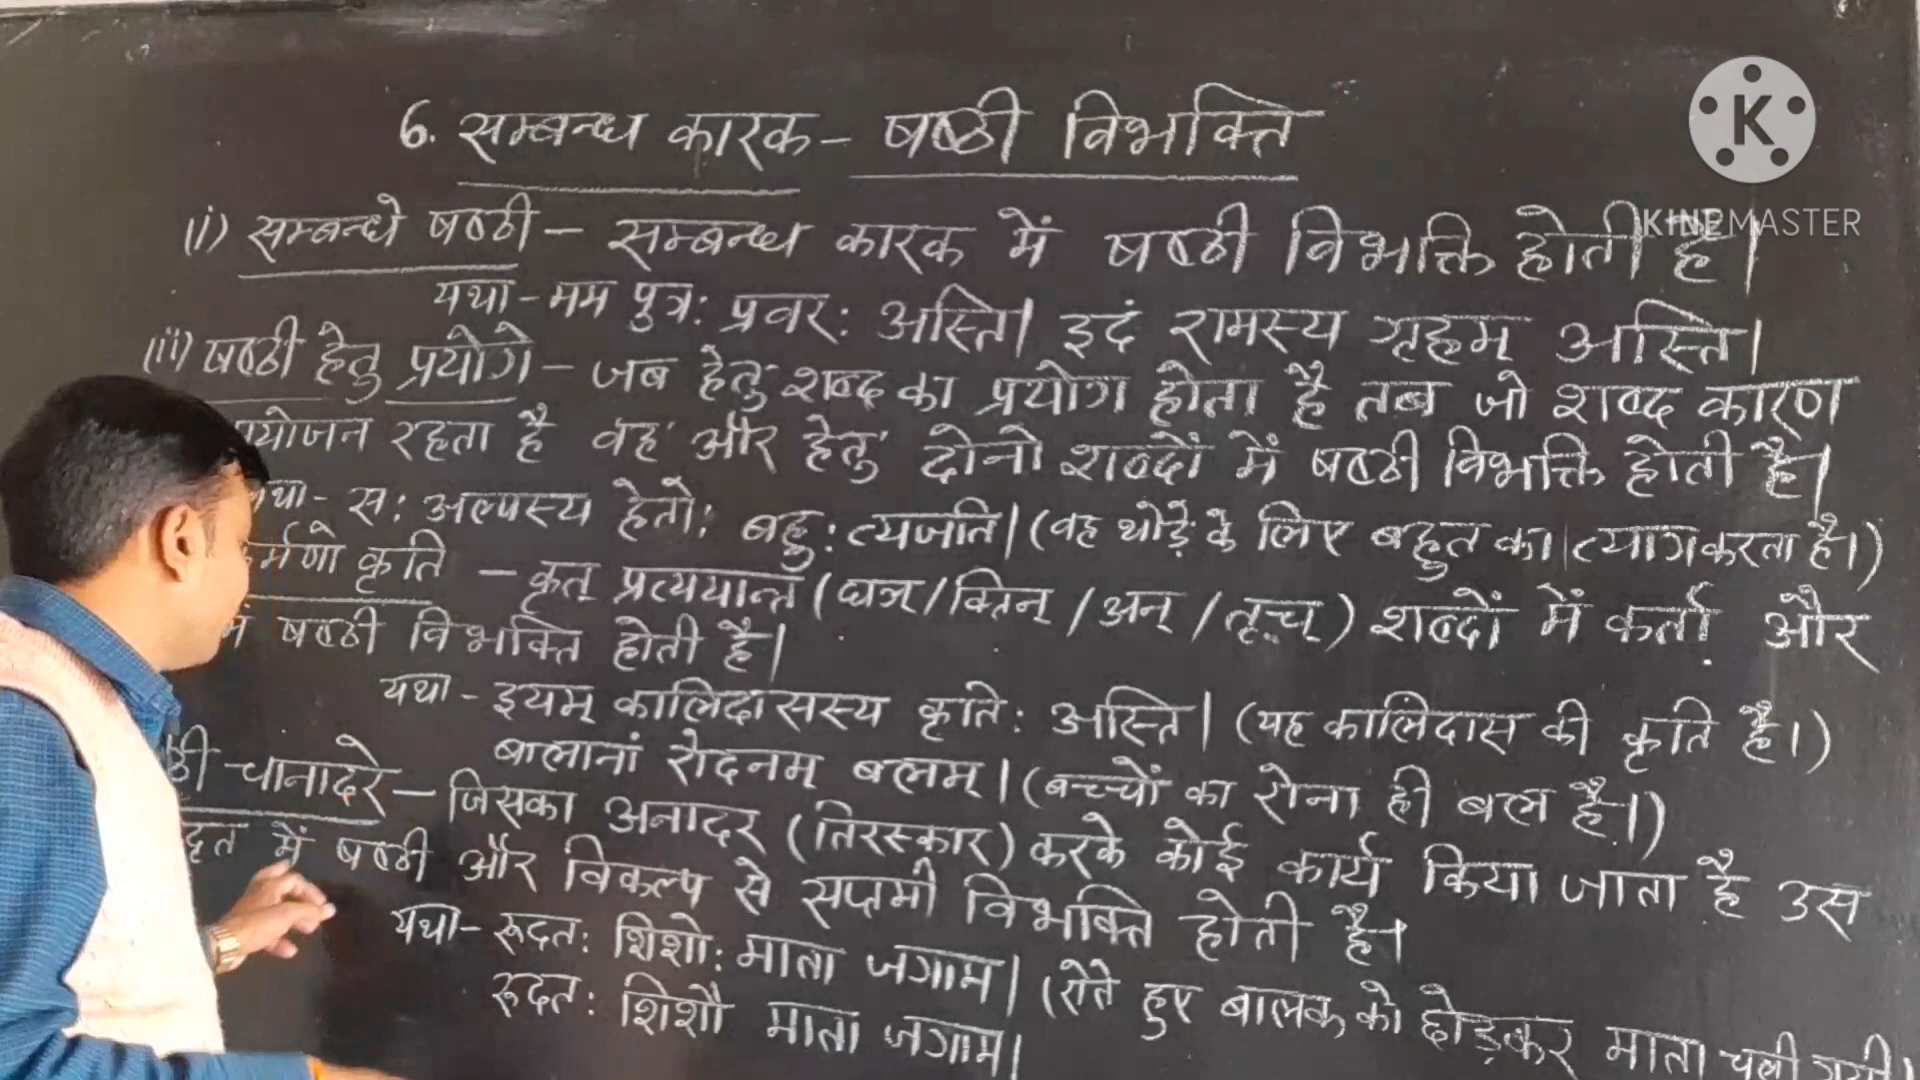 6. सम्बन्ध कारक - षष्ठी विभक्ति
(i) सम्बन्धे षष्ठी - सम्बन्ध कारक में षष्ठी विभक्ति होती है।
यथा - मम पुत्र: प्रवर: अस्ति। इदं रामस्य गृहम् अस्ति।
(ii) षष्ठी हेतु प्रयोगे - जब हेतु शब्द का प्रयोग होता है तब जो शब्द कारण
रहता है वह और हेतु दोनो शब्दों में षष्ठी विभक्ति होती है।
स: अल्पस्य हेतो: बहु: त्यजति। (वह थोड़े के लिए बहुत का त्याग करता है।)
कृति - कृत् प्रत्ययान्त (घञ / क्तिन् / अन् / तृच्) शब्दों में कर्ता और
षष्ठी विभक्ति होती है।
यथा - इयम् कालिदासस्य कृति: अस्ति। (यह कालिदास की कृति है।)
बालानां रोदनम् बलम्। (बच्चों का रोना ही बल है।)
चानादरे - जिसका अनादर (तिरस्कार) करके कोई कार्य किया जाता है उस
में षष्ठी और विकल्प से सप्तमी विभक्ति होती है।
यथा - रूदत: शिशो: माता जगाम। (रोते हुए बालक को छोड़कर माता चली गयी।
रूदत: शिशौ माता जगाम।
K
KINEMASTER